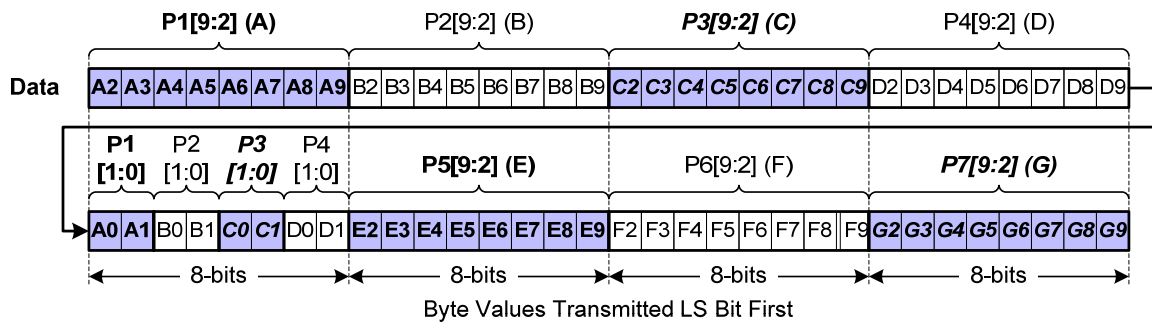 P1[9:2] (A) P2[9:2] (B) P3[9:2] (C) P4[9:2] (D)
Data A2 A3 A4 A5 A6 A7 A8 A9 B2 B3 B4 B5 B6 B7 B8 B9 C2 C3 C4 C5 C6 C7 C8 C9 D2 D3 D4 D5 D6 D7 D8 D9
P1 P2 P3 P4
[1:0] [1:0] [1:0] [1:0] P5[9:2] (E) P6[9:2] (F) P7[9:2] (G)
A0 A1 B0 B1 C0 C1 D0 D1 E2 E3 E4 E5 E6 E7 E8 E9 F2 F3 F4 F5 F6 F7 F8 F9 G2 G3 G4 G5 G6 G7 G8 G9
8-bits 8-bits 8-bits 8-bits
Byte Values Transmitted LS Bit First